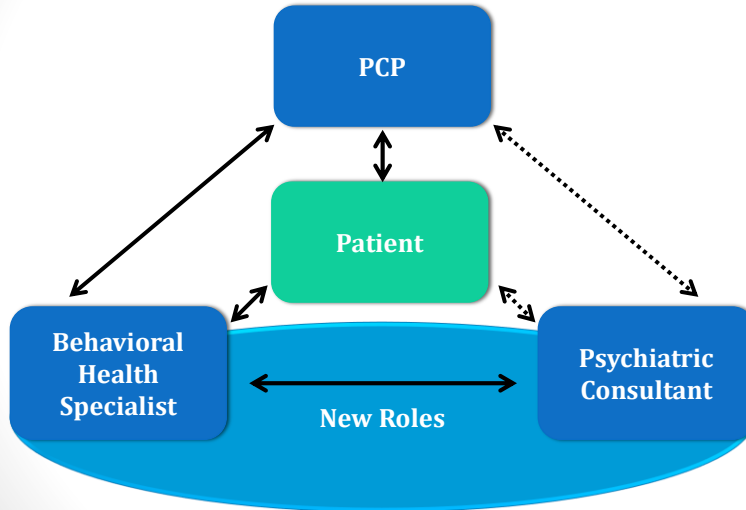 PCP
Patient
Behavioral
Health
Specialist
Psychiatric
Consultant
New Roles